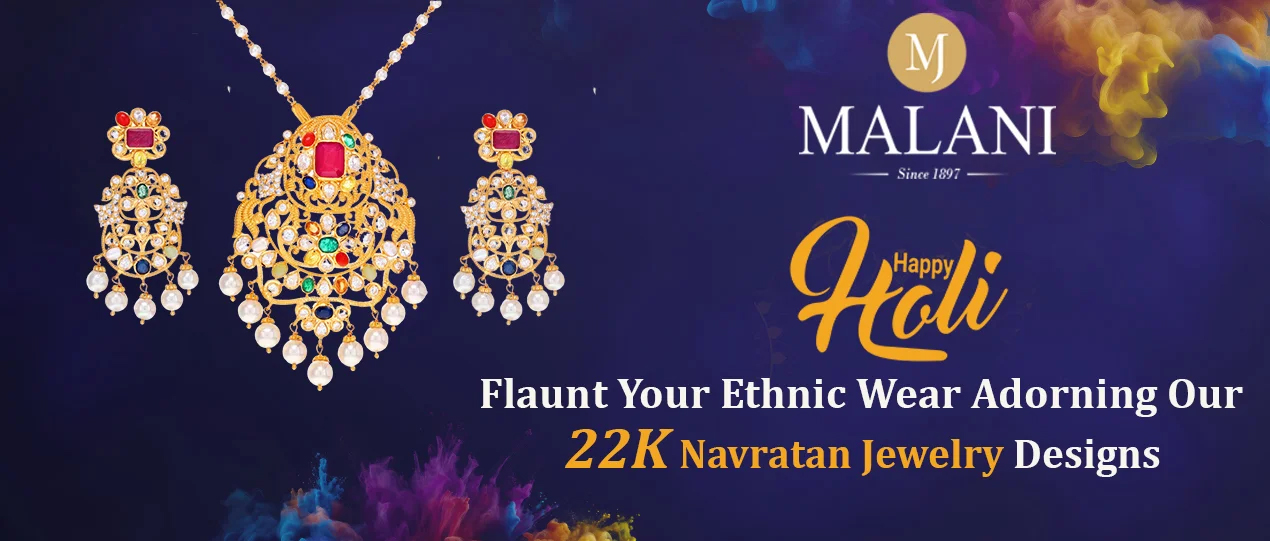 MJ
MALANI
Since 1897
Happy
Holi
Flaunt Your Ethnic Wear Adorning Our
22K Navratan Jewelry Designs